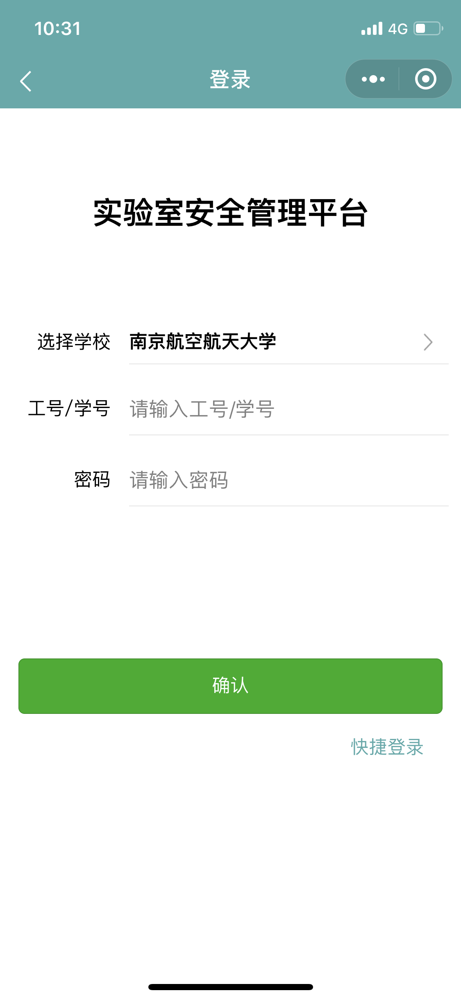 10:31
4G
登录
实验室安全管理平台
选择学校 南京航空航天大学
工号/学号 请输入工号/学号
密码 请输入密码
确认
快捷登录